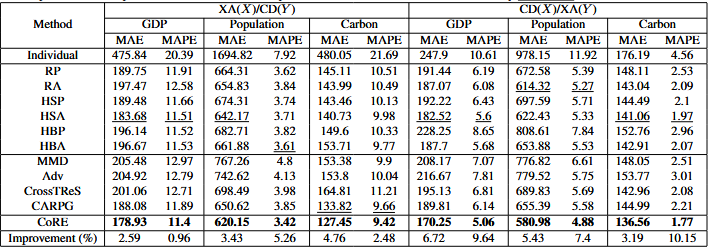 Method XA(X)/CD(Y) CD(X)/XA(Y)
GDP Population Carbon GDP Population Carbon
MAE MAPE MAE MAPE MAE MAPE MAE MAPE MAE MAPE MAE MAPE
Individual 475.84 20.39 1694.82 7.92 480.05 21.69 247.9 10.61 978.15 11.92 176.19 4.56
RP 189.75 11.91 664.31 3.62 145.11 10.51 191.44 6.19 672.58 5.39 148.11 2.53
RA 197.47 12.58 654.83 3.84 143.99 10.49 187.07 6.08 614.32 5.27 143.04 2.09
HSP 189.48 11.66 674.31 3.74 143.46 10.13 192.22 6.43 697.59 5.71 144.49 2.1
HSA 183.68 11.51 642.17 3.71 140.73 9.98 182.52 5.6 622.43 5.33 141.06 1.97
HBP 196.14 11.52 682.71 3.82 149.6 10.33 228.25 8.65 808.61 7.84 152.76 2.96
HBA 196.67 11.53 661.88 3.61 153.71 9.77 187.7 5.68 653.88 5.53 142.91 2.07
MMD 205.48 12.97 767.26 4.8 153.38 9.9 208.17 7.07 776.82 6.61 148.05 2.51
Adv 204.92 12.79 742.62 4.13 153.8 10.04 216.67 7.81 779.52 5.75 153.77 3.01
CrossTReS 201.06 12.71 698.49 3.98 164.81 11.21 195.13 6.81 689.83 5.69 142.96 2.08
CARPG 188.08 11.89 650.62 3.85 133.82 9.66 189.81 6.14 655.39 5.58 144.99 2.21
CoRE 178.93 11.4 620.15 3.42 127.45 9.42 170.25 5.06 580.98 4.88 136.56 1.77
Improvement (%) 2.59 0.96 3.43 5.26 4.76 2.48 6.72 9.64 5.43 7.4 3.19 10.15